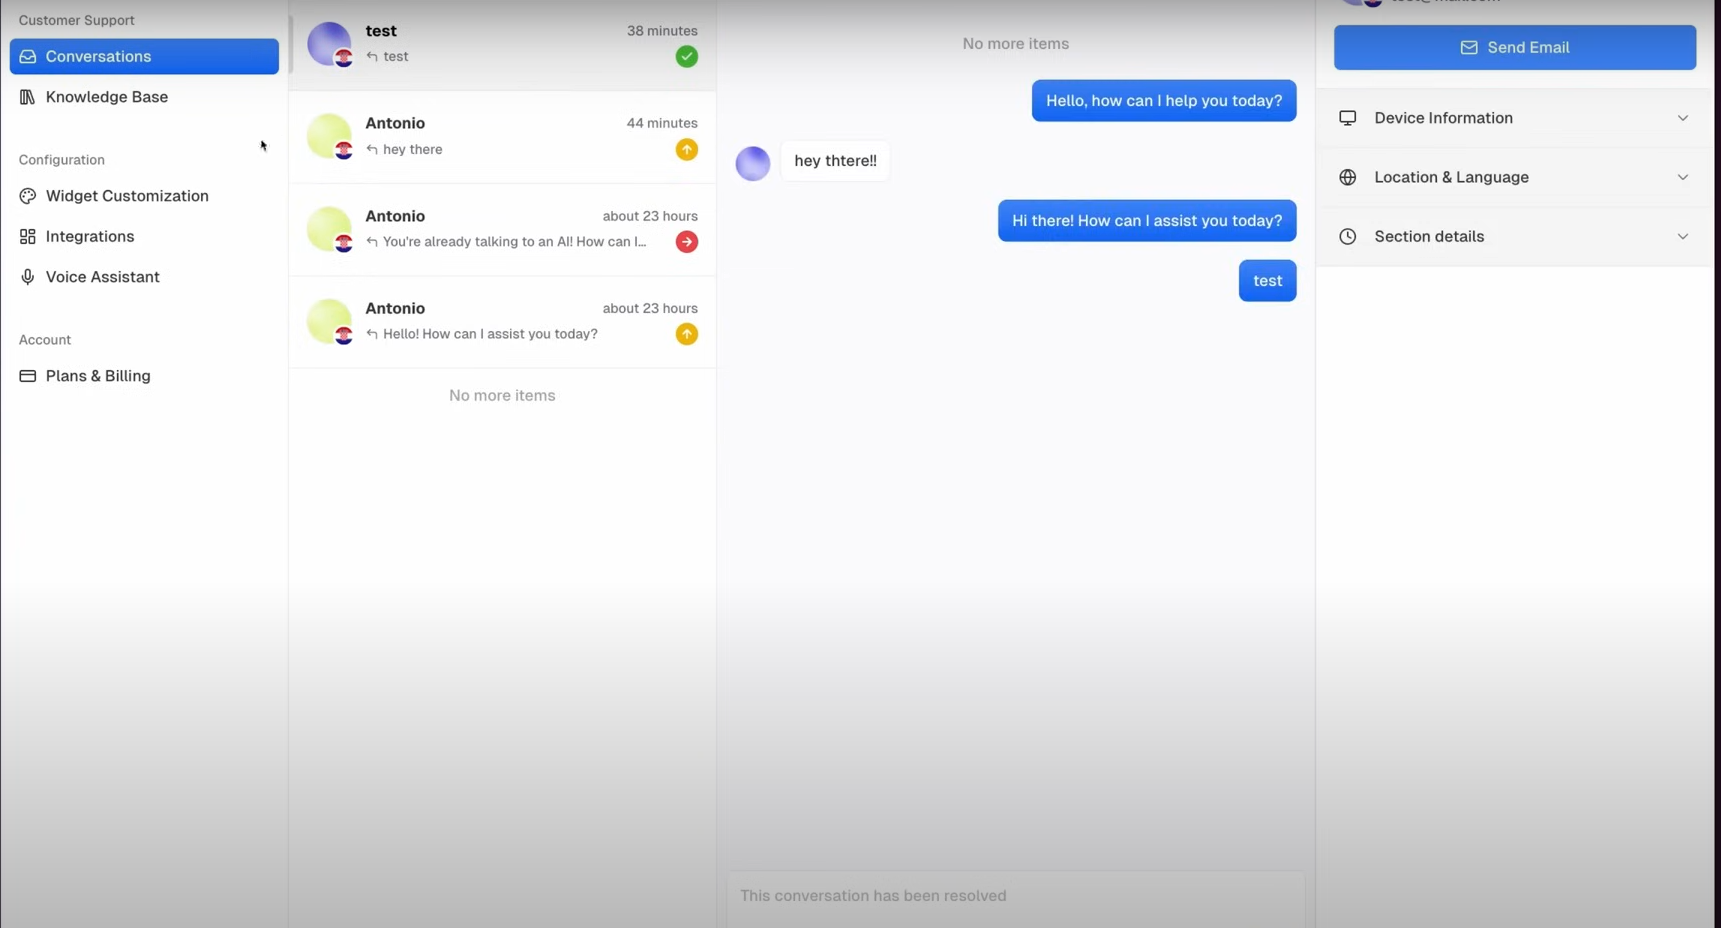 Customer Support
Conversations
Knowledge Base
Configuration
Widget Customization
Integrations
Voice Assistant
Account
Plans & Billing
test
38 minutes
test
Antonio
44 minutes
hey there
Antonio
about 23 hours
You're already talking to an AI! How can I...
Antonio
about 23 hours
Hello! How can I assist you today?
No more items
No more items
Hello, how can I help you today?
hey thtere!!
Hi there! How can I assist you today?
test
This conversation has been resolved
Send Email
Device Information
Location & Language
Section details